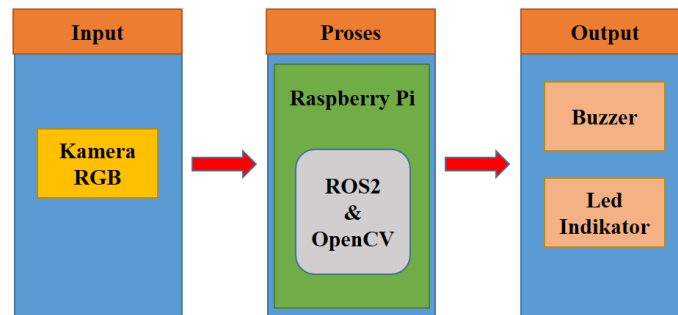 Input
Kamera
RGB
Proses
Raspberry Pi
ROS2
&
OpenCV
Output
Buzzer
Led
Indikator